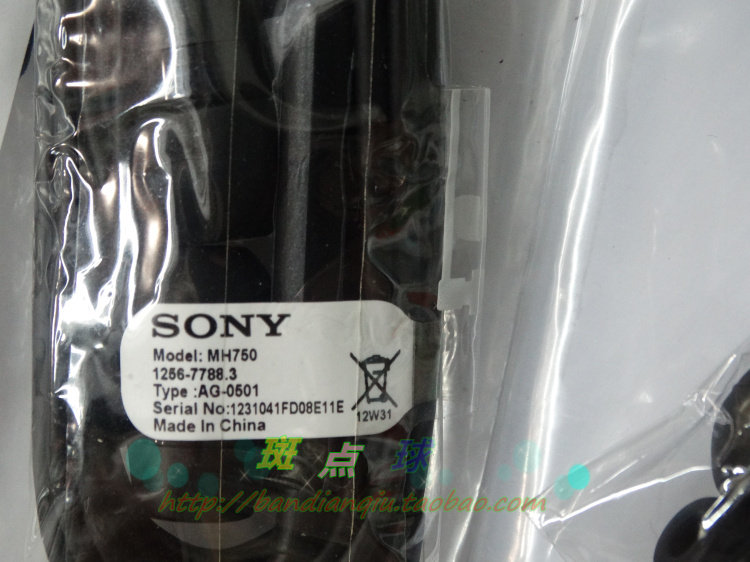 SONY
Model: MH750
1256-7788.3
Type :AG-0501
Serial No:1231041FD08E11E
12W31
Made In China
斑点球
http://bandianqiu.taobao.com